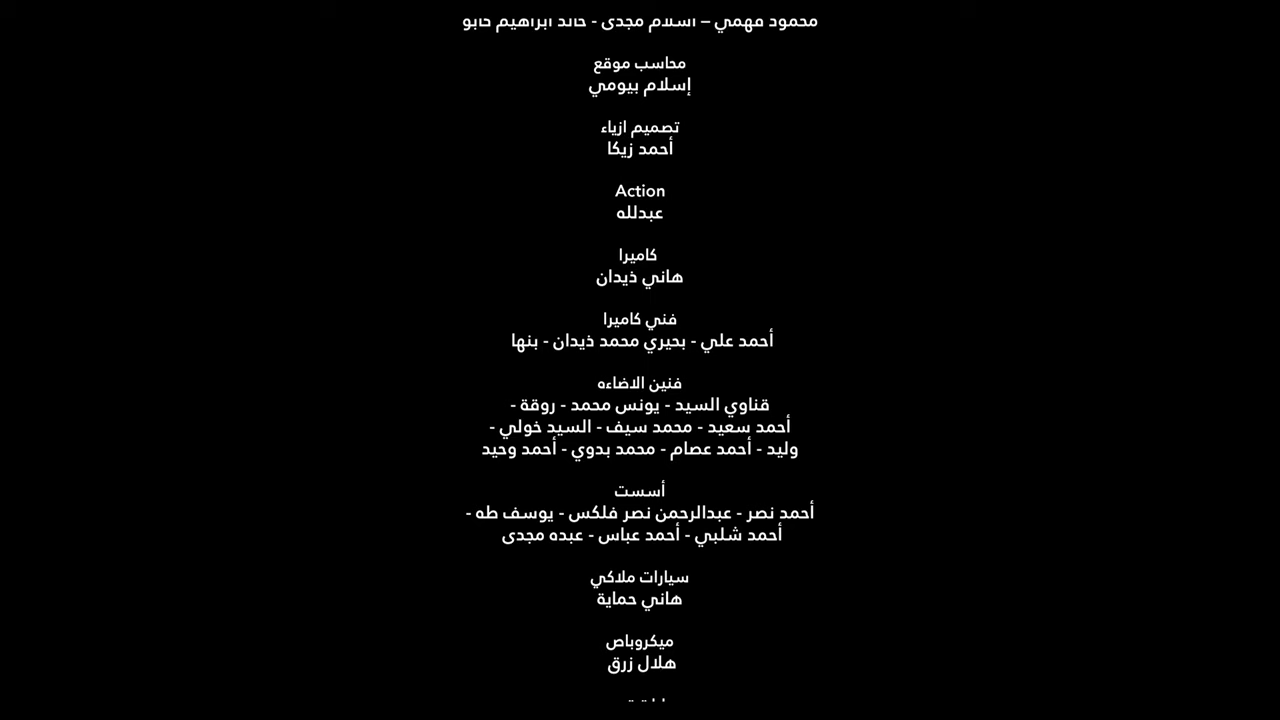 محمود فهمي – اسلام مجدى - خالد ابراهيم
محاسب موقع
إسلام بيومي
تصميم ازياء
أحمد زيكا
Action
عبدلله
كاميرا
هاني ذيدان
فني كاميرا
أحمد علي - بحيري محمد ذيدان - بنها
فنين الاضاءه
قناوي السيد - يونس محمد - روقة -
أحمد سعيد - محمد سيف - السيد خولي -
وليد - أحمد عصام - محمد بدوي - أحمد وحيد
أسست
أحمد نصر - عبدالرحمن نصر فلكس - يوسف طه -
أحمد شلبي - أحمد عباس - عبده مجدى
سيارات ملاكي
هاني حماية
ميكروباص
هلال زرق